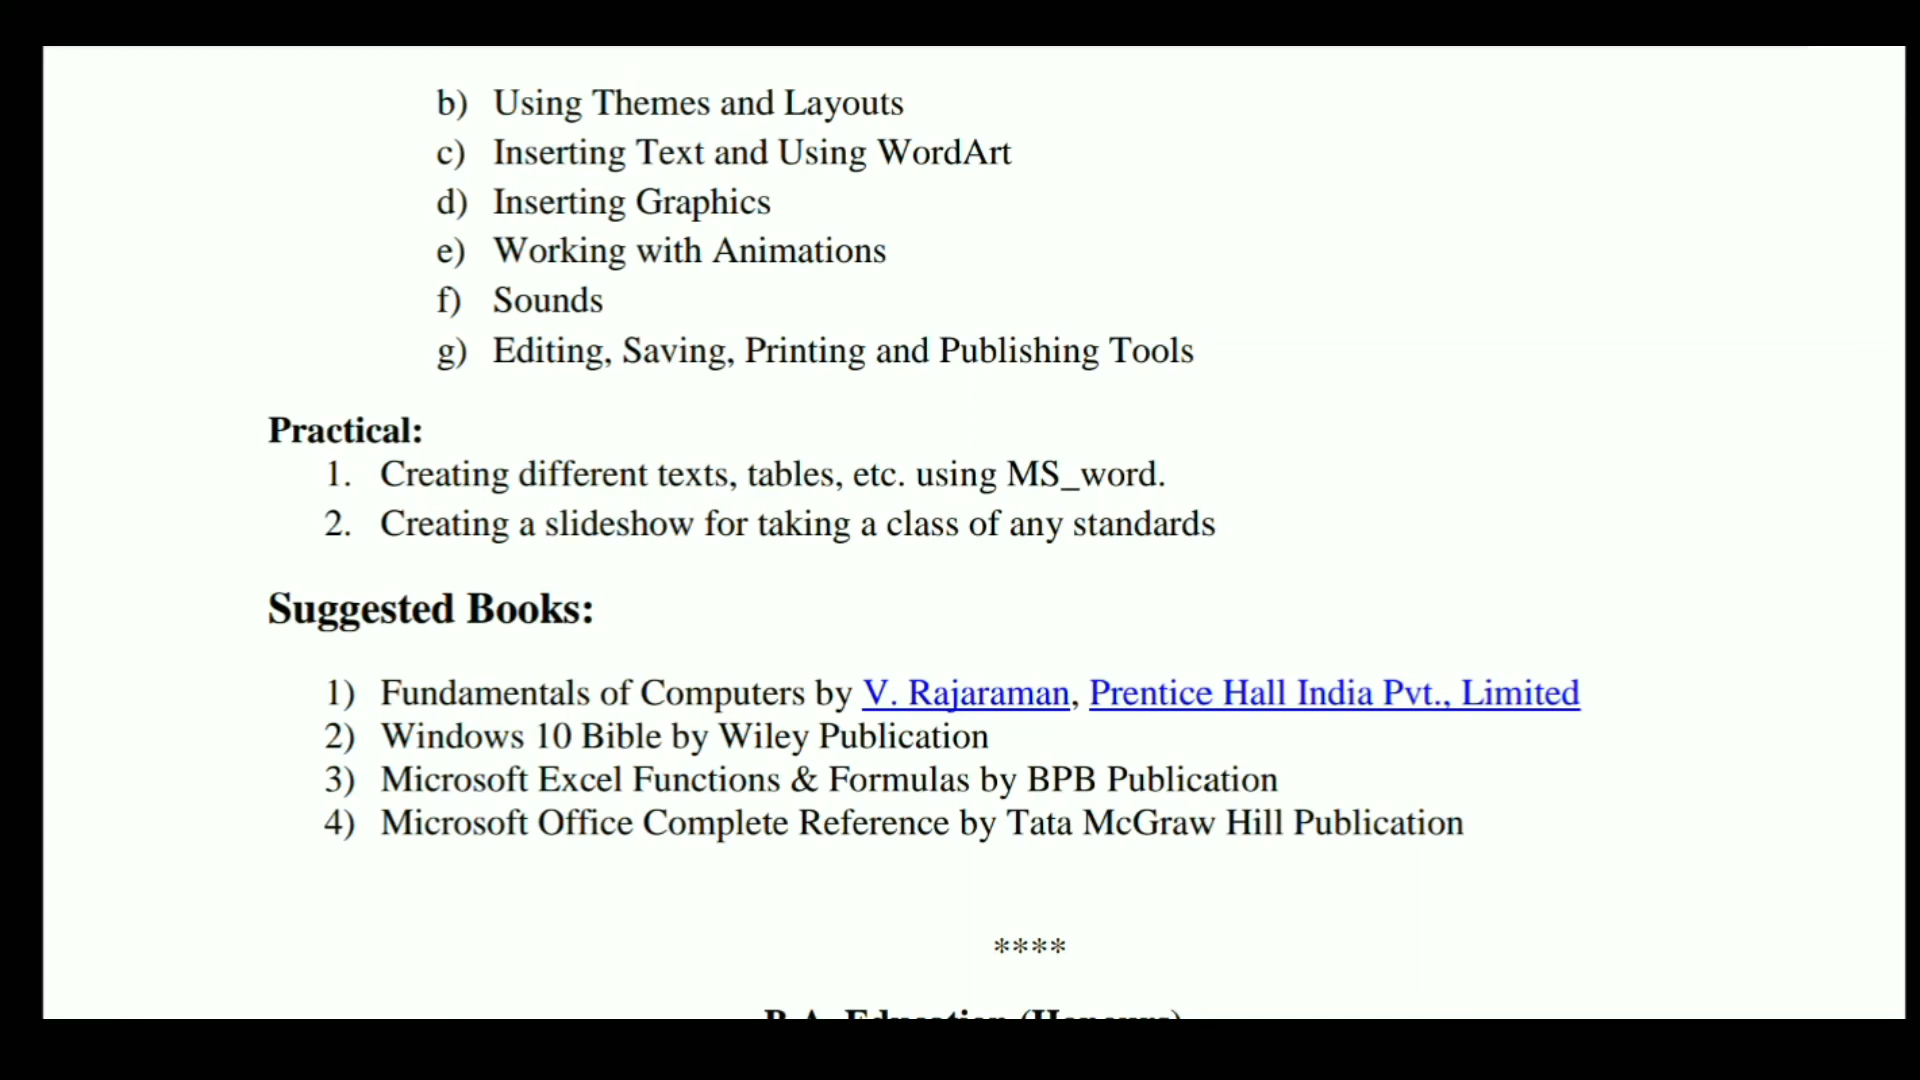 b) Using Themes and Layouts
c) Inserting Text and Using WordArt
d) Inserting Graphics
e) Working with Animations
f) Sounds
g) Editing, Saving, Printing and Publishing Tools
Practical:
1. Creating different texts, tables, etc. using MS_word.
2. Creating a slideshow for taking a class of any standards
Suggested Books:
1) Fundamentals of Computers by V. Rajaraman, Prentice Hall India Pvt., Limited
2) Windows 10 Bible by Wiley Publication
3) Microsoft Excel Functions & Formulas by BPB Publication
4) Microsoft Office Complete Reference by Tata McGraw Hill Publication
****
B.A. Education (Honours)